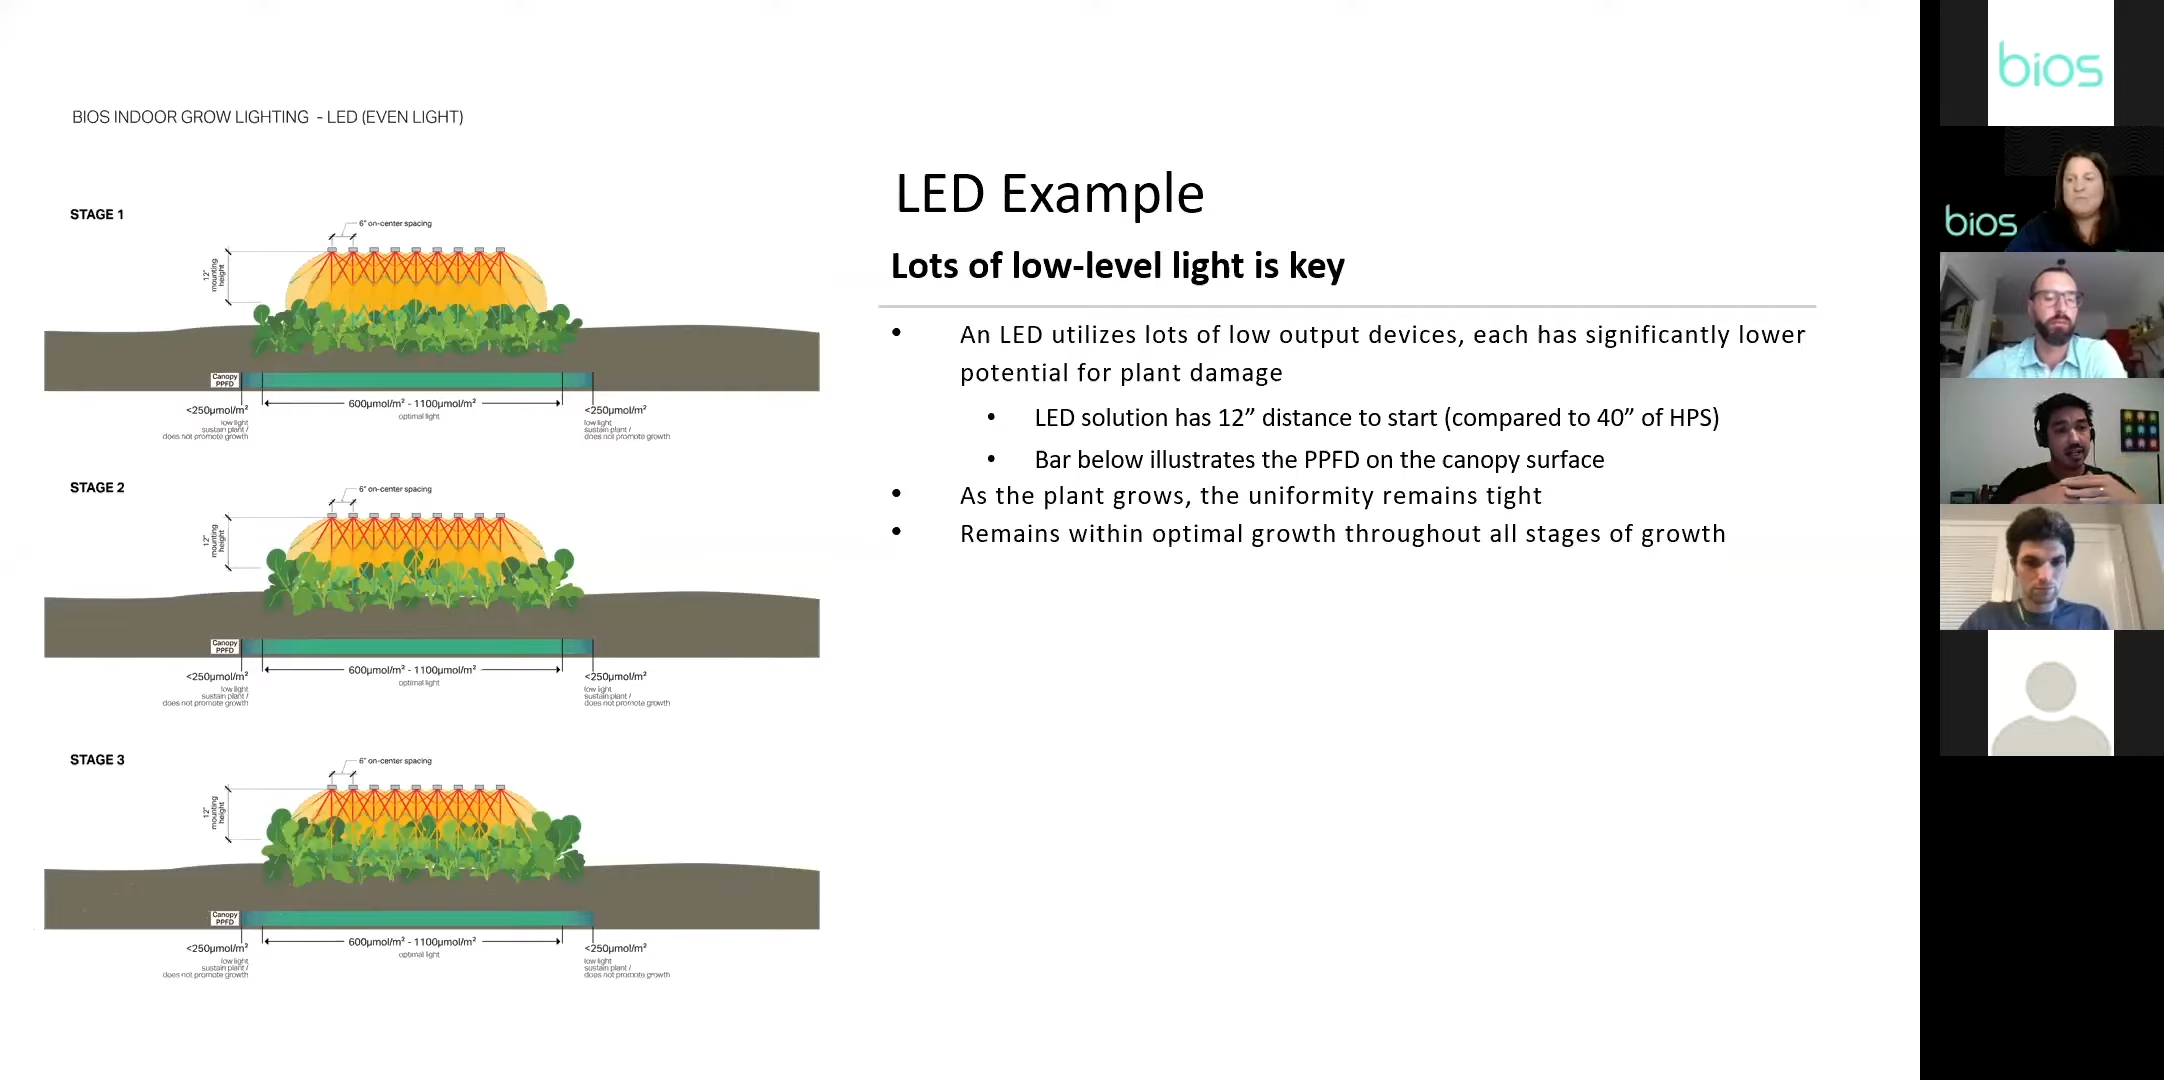 BIOS INDOOR GROW LIGHTING - LED (EVEN LIGHT)
STAGE 1
6" on-center spacing
12"
mounting
height
Canopy
PPFD
<250µmol/m²
low light
sustain plant /
does not promote growth
600µmol/m² - 1100µmol/m²
optimal light
<250µmol/m²
low light
sustain plant /
does not promote growth
STAGE 2
6" on-center spacing
12"
mounting
height
Canopy
PPFD
<250µmol/m²
low light
sustain plant /
does not promote growth
600µmol/m² - 1100µmol/m²
optimal light
<250µmol/m²
low light
sustain plant /
does not promote growth
STAGE 3
6" on-center spacing
12"
mounting
height
Canopy
PPFD
<250µmol/m²
low light
sustain plant /
does not promote growth
600µmol/m² - 1100µmol/m²
optimal light
<250µmol/m²
low light
sustain plant /
does not promote growth
LED Example
Lots of low-level light is key
• An LED utilizes lots of low output devices, each has significantly lower
potential for plant damage
• LED solution has 12” distance to start (compared to 40” of HPS)
• Bar below illustrates the PPFD on the canopy surface
• As the plant grows, the uniformity remains tight
• Remains within optimal growth throughout all stages of growth
bios
bios